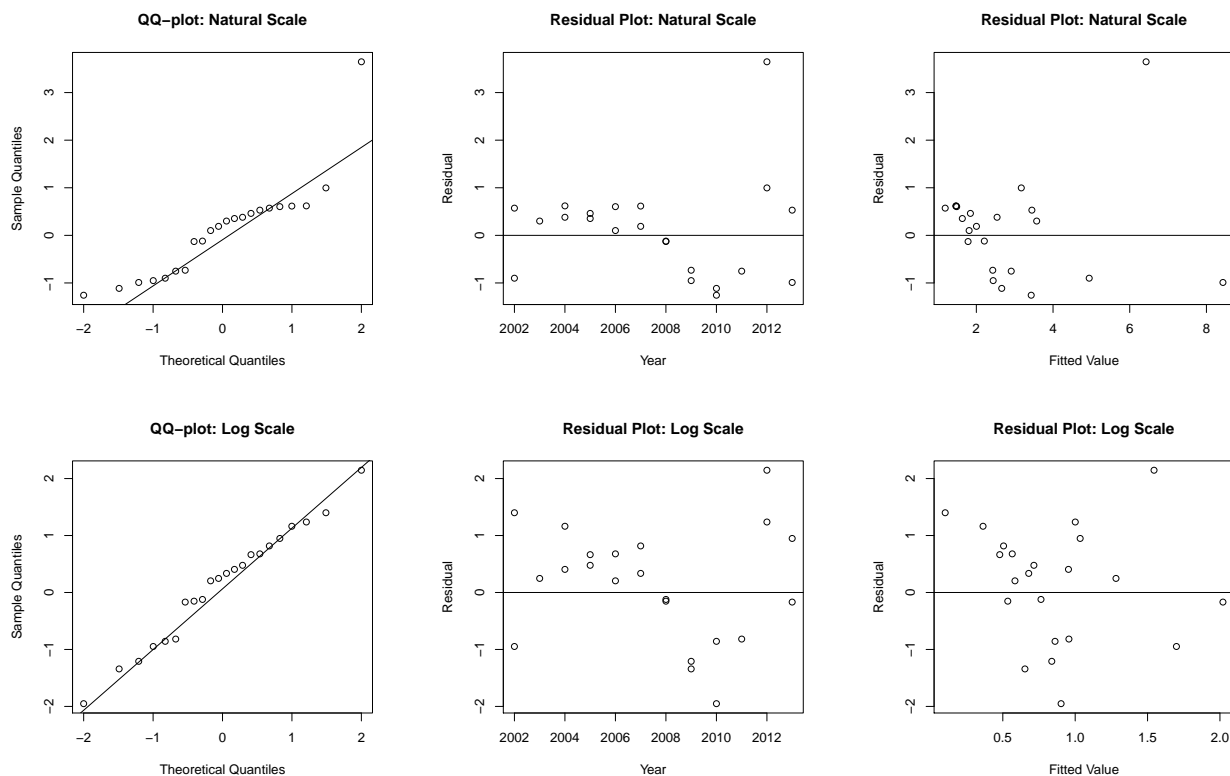 QQ−plot: Natural Scale
Sample Quantiles
3
2
1
0
−1
−2 −1 0 1 2
Theoretical Quantiles
Residual Plot: Natural Scale
Residual
3
2
1
0
−1
2002 2004 2006 2008 2010 2012
Year
Residual Plot: Natural Scale
Residual
3
2
1
0
−1
2 4 6 8
Fitted Value
QQ−plot: Log Scale
Sample Quantiles
2
1
0
−1
−2
−2 −1 0 1 2
Theoretical Quantiles
Residual Plot: Log Scale
Residual
2
1
0
−1
−2
2002 2004 2006 2008 2010 2012
Year
Residual Plot: Log Scale
Residual
2
1
0
−1
−2
0.5 1.0 1.5 2.0
Fitted Value